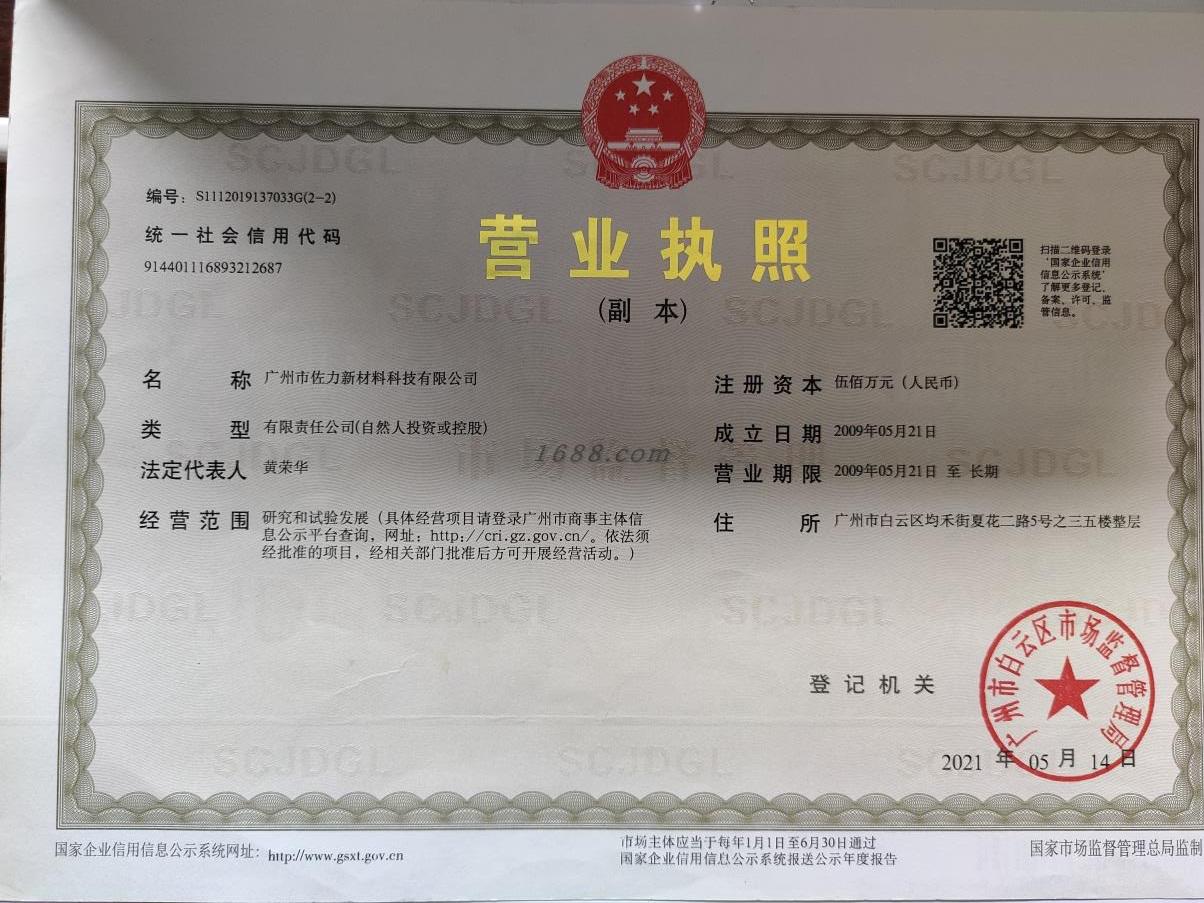 编号：S1112019137033G(2-2)
统一社会信用代码
914401116893212687
营业执照
(副 本)
扫描二维码登录
‘国家企业信用
信息公示系统’
了解更多登记、
备案、许可、监
管信息。
名 称 广州市佐力新材料科技有限公司
类 型 有限责任公司(自然人投资或控股)
法定代表人 黄荣华
经营范围 研究和试验发展（具体经营项目请登录广州市商事主体信
息公示平台查询，网址：http://cri.gz.gov.cn/。依法须
经批准的项目，经相关部门批准后方可开展经营活动。）
注册资本 伍佰万元（人民币）
成立日期 2009年05月21日
营业期限 2009年05月21日 至 长期
住 所 广州市白云区均禾街夏花二路5号之三五楼整层
1688.com
SCJDGL
登记机关
广州市白云区市场监督管理局
2021 年 05 月 14 日
国家企业信用信息公示系统网址：http://www.gsxt.gov.cn
市场主体应当于每年1月1日至6月30日通过
国家企业信用信息公示系统报送公示年度报告
国家市场监督管理总局监制